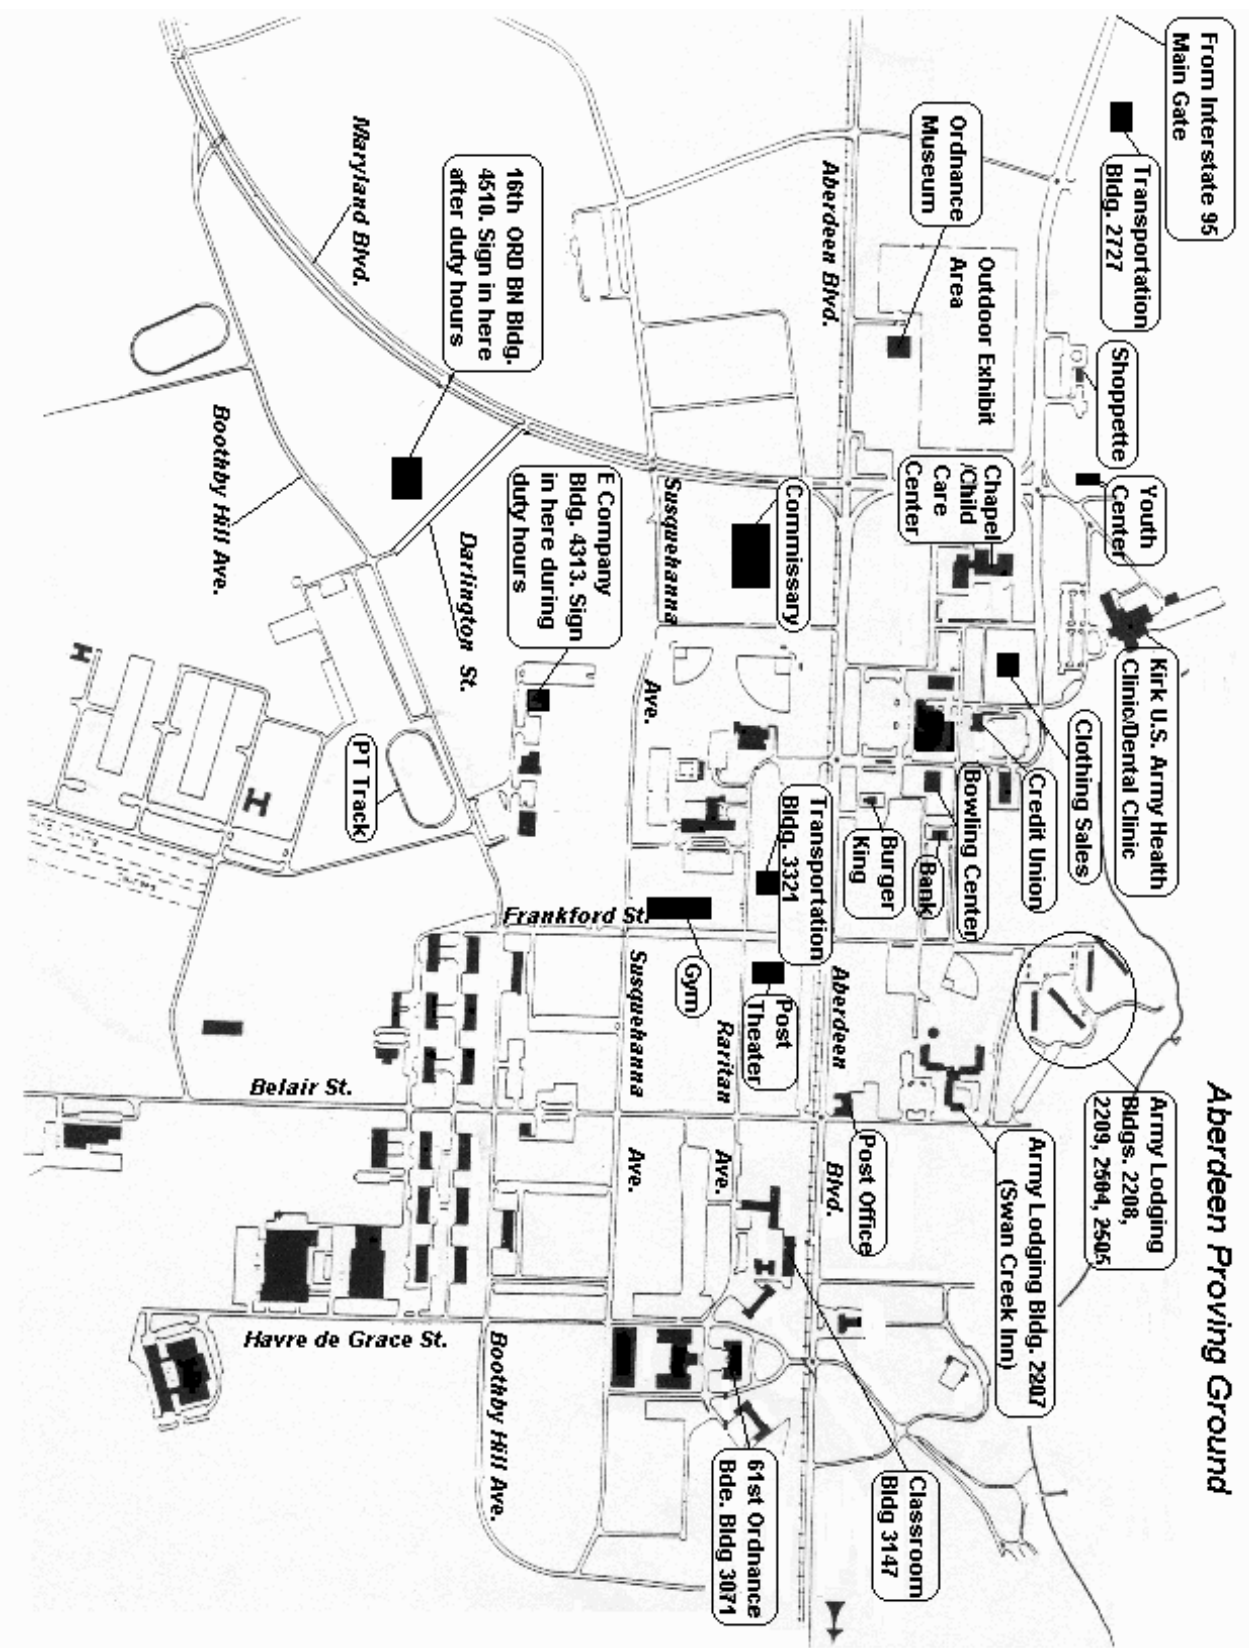 Aberdeen Proving Ground
From Interstate 95
Main Gate
Transportation
Bldg. 2727
Shoppette
Youth
Center
Kirk U.S. Army Health
Clinic/Dental Clinic
Army Lodging
Bldgs. 2208,
2209, 2504, 2505
Ordnance
Museum
Outdoor Exhibit
Area
Chapel
/Child
Care
Center
Clothing Sales
Credit Union
Bowling Center
Bank
Burger
King
Army Lodging Bldg. 2207
(Swan Creek Inn)
Post Office
Classroom
Bldg 3147
Aberdeen Blvd.
Aberdeen
Blvd.
Commissary
Transportation
Bldg. 3321
Post
Theater
Raritan
Ave.
61st Ordnance
Bde. Bldg 3071
Gym
Susquehanna
Ave.
Susquehanna
Ave.
16th ORD BN Bldg.
4510. Sign in here
after duty hours
E Company
Bldg. 4313. Sign
in here during
duty hours
Frankford St.
Boothby Hill Ave.
Maryland Blvd.
Darlington St.
PT Track
Belair St.
Havre de Grace St.
Boothby Hill Ave.
H
H